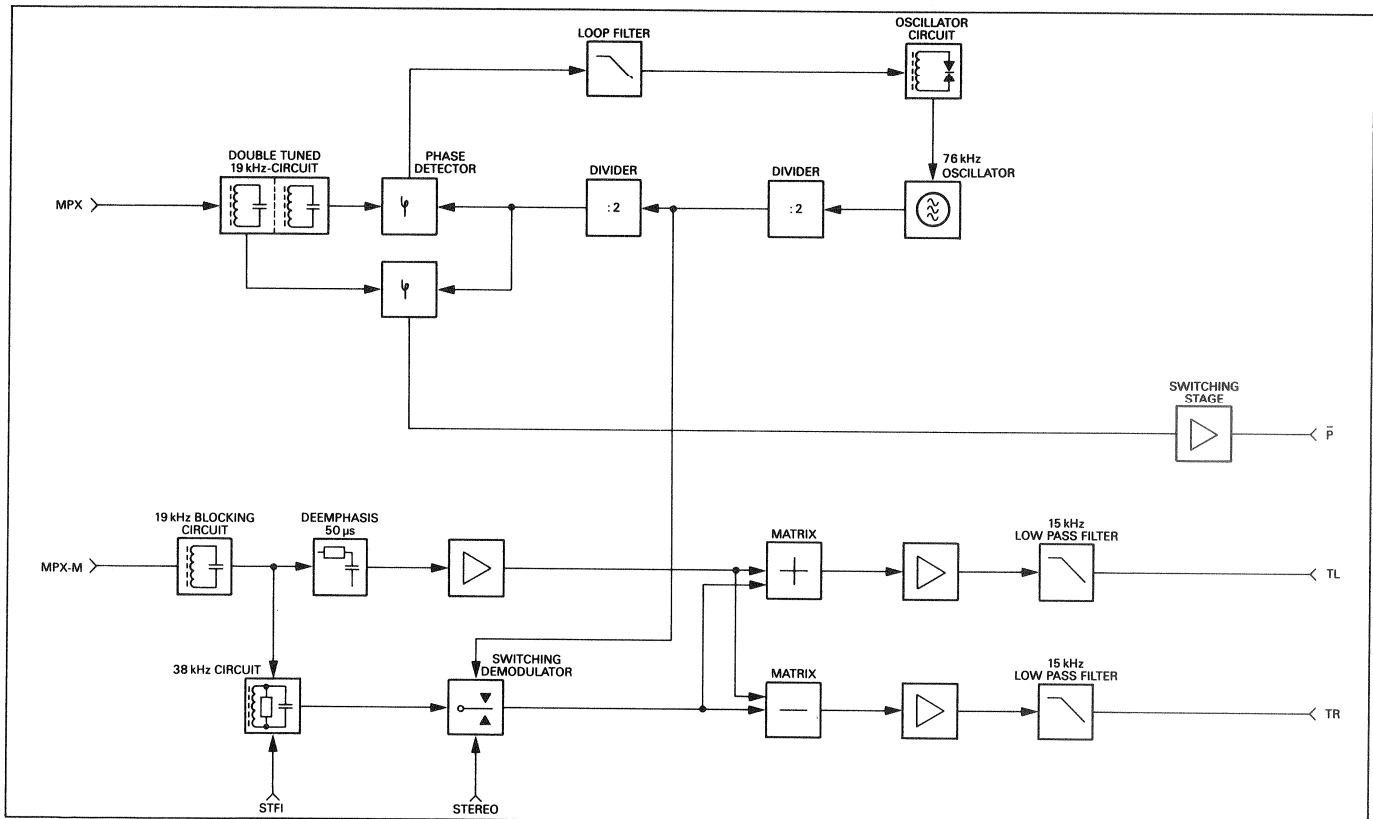 LOOP FILTER
OSCILLATOR
CIRCUIT
DOUBLE TUNED
19 kHz-CIRCUIT
PHASE
DETECTOR
DIVIDER
DIVIDER
76 kHz
OSCILLATOR
MPX
φ
:2
:2
φ
SWITCHING
STAGE
P̄
19 kHz BLOCKING
CIRCUIT
DEEMPHASIS
50 µs
MATRIX
15 kHz
LOW PASS FILTER
MPX-M
+
TL
38 kHz CIRCUIT
SWITCHING
DEMODULATOR
MATRIX
15 kHz
LOW PASS FILTER
—
TR
STFI
STEREO